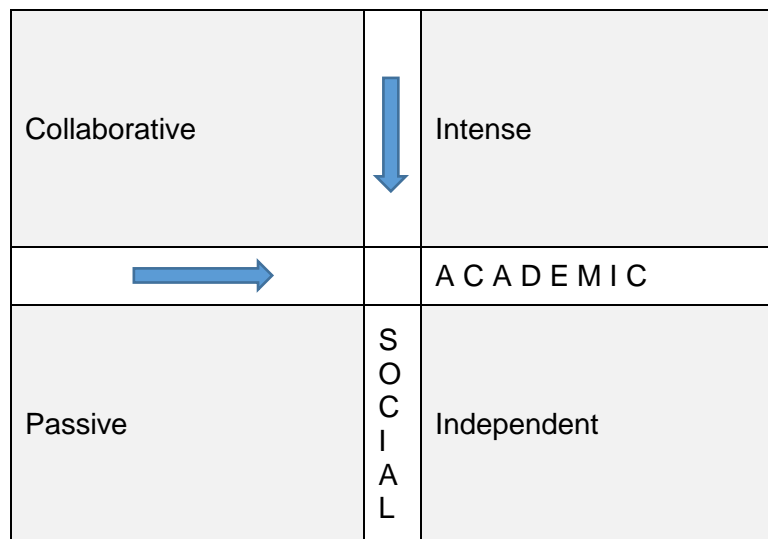 Collaborative
Intense
A C A D E M I C
Passive
S
O
C
I
A
L
Independent